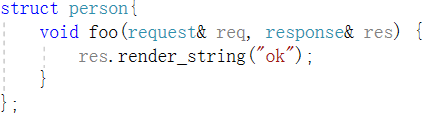 struct person{
    void foo(request& req, response& res) {
        res.render_string("ok");
    }
};